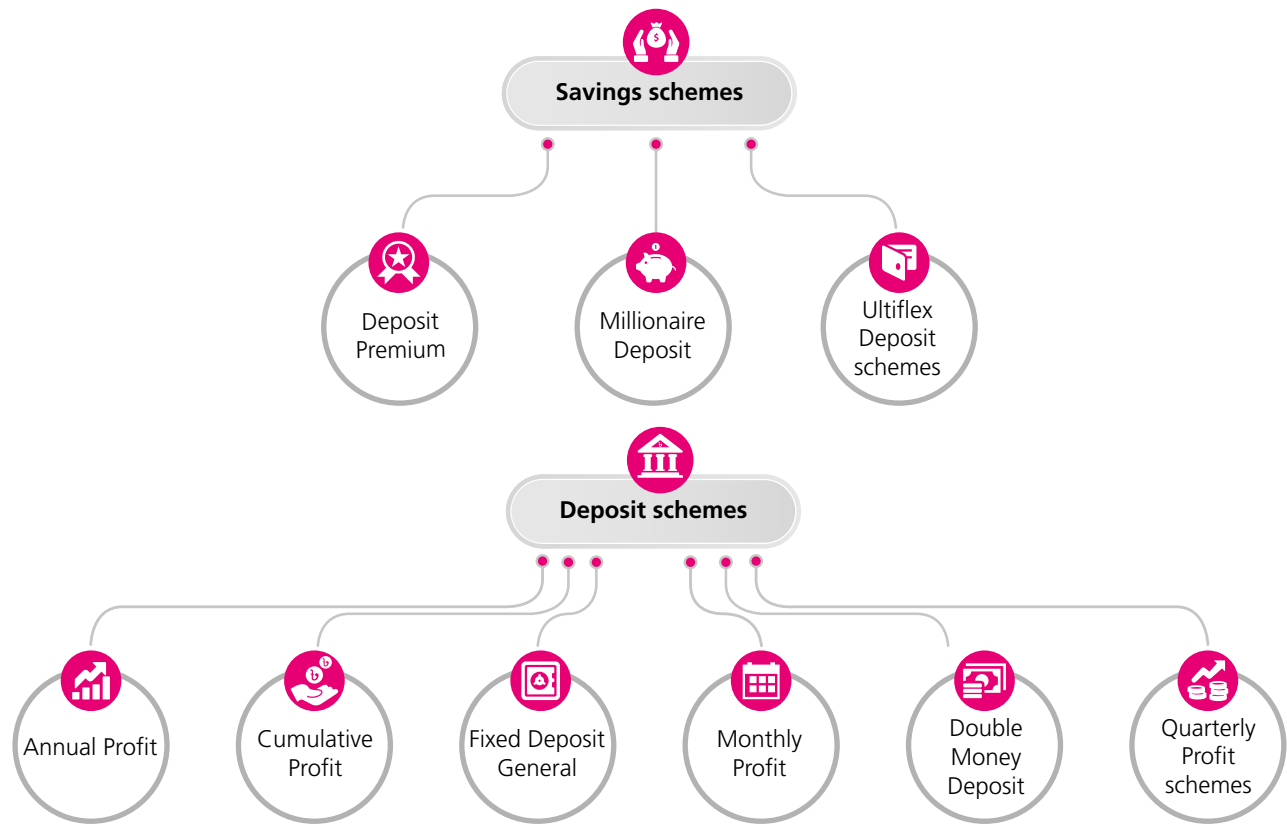 Savings schemes
Deposit
Premium
Millionaire
Deposit
Ultiflex
Deposit
schemes
Deposit schemes
Annual Profit
Cumulative
Profit
Fixed Deposit
General
Monthly
Profit
Double
Money
Deposit
Quarterly
Profit
schemes